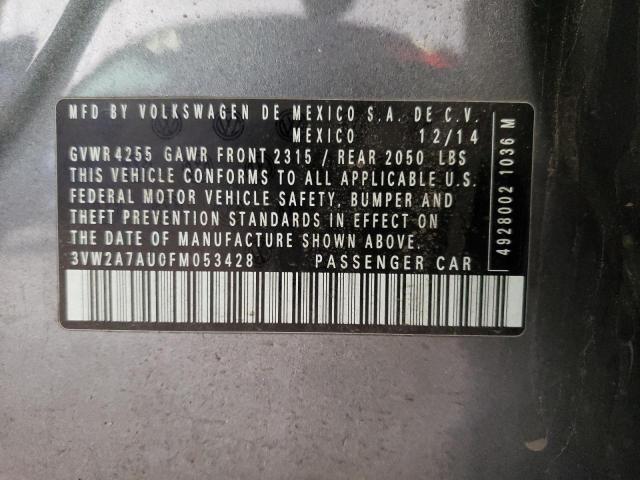 MFD BY VOLKSWAGEN DE MEXICO S.A. DE C.V.
MEXICO 12/14
GVWR 4255 GAWR FRONT 2315 / REAR 2050 LBS
THIS VEHICLE CONFORMS TO ALL APPLICABLE U.S.
FEDERAL MOTOR VEHICLE SAFETY, BUMPER AND
THEFT PREVENTION STANDARDS IN EFFECT ON
THE DATE OF MANUFACTURE SHOWN ABOVE.
3VW2A7AU0FM053428 PASSENGER CAR
4928002 1036 M